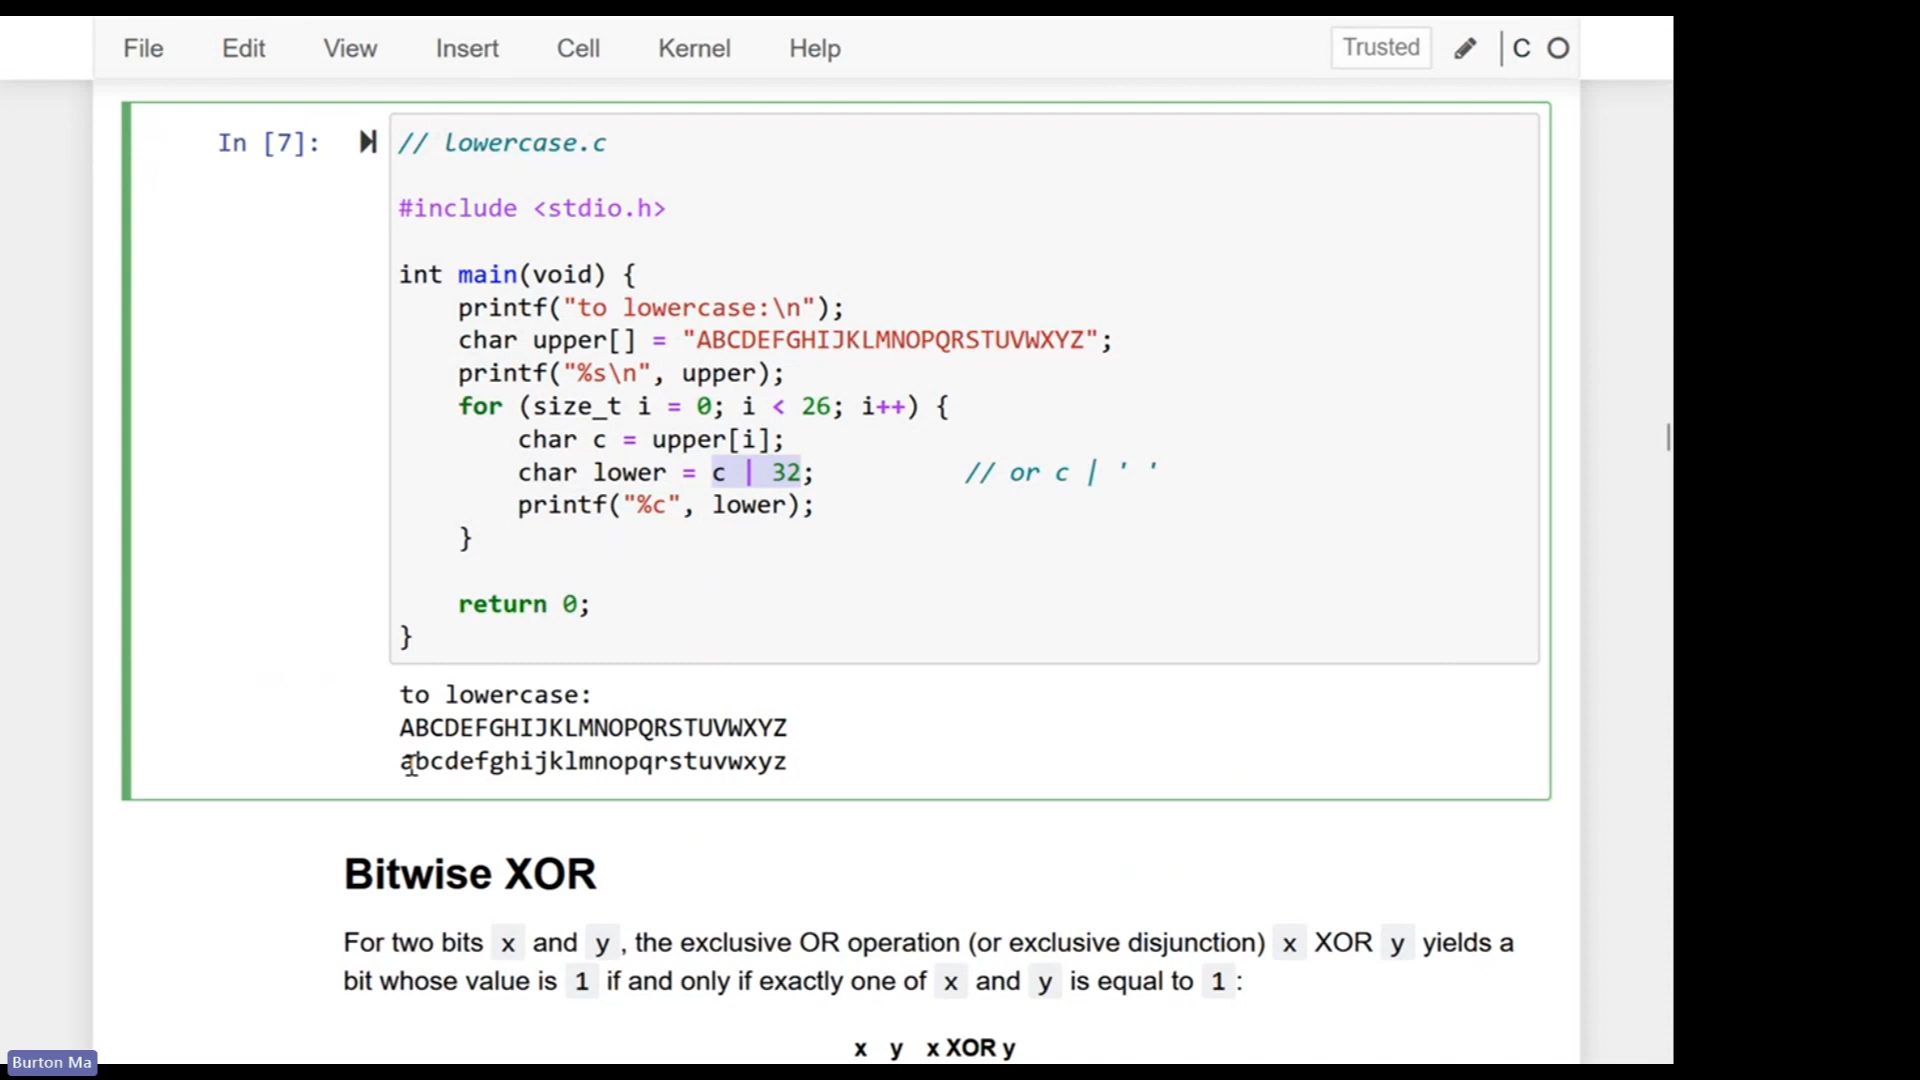 File Edit View Insert Cell Kernel Help Trusted C
In [7]: // lowercase.c
#include <stdio.h>
int main(void) {
    printf("to lowercase:\n");
    char upper[] = "ABCDEFGHIJKLMNOPQRSTUVWXYZ";
    printf("%s\n", upper);
    for (size_t i = 0; i < 26; i++) {
        char c = upper[i];
        char lower = c | 32;          // or c | ' '
        printf("%c", lower);
    }
    return 0;
}
to lowercase:
ABCDEFGHIJKLMNOPQRSTUVWXYZ
abcdefghijklmnopqrstuvwxyz
Bitwise XOR
For two bits x and y, the exclusive OR operation (or exclusive disjunction) x XOR y yields a
bit whose value is 1 if and only if exactly one of x and y is equal to 1:
x y x XOR y
Burton Ma